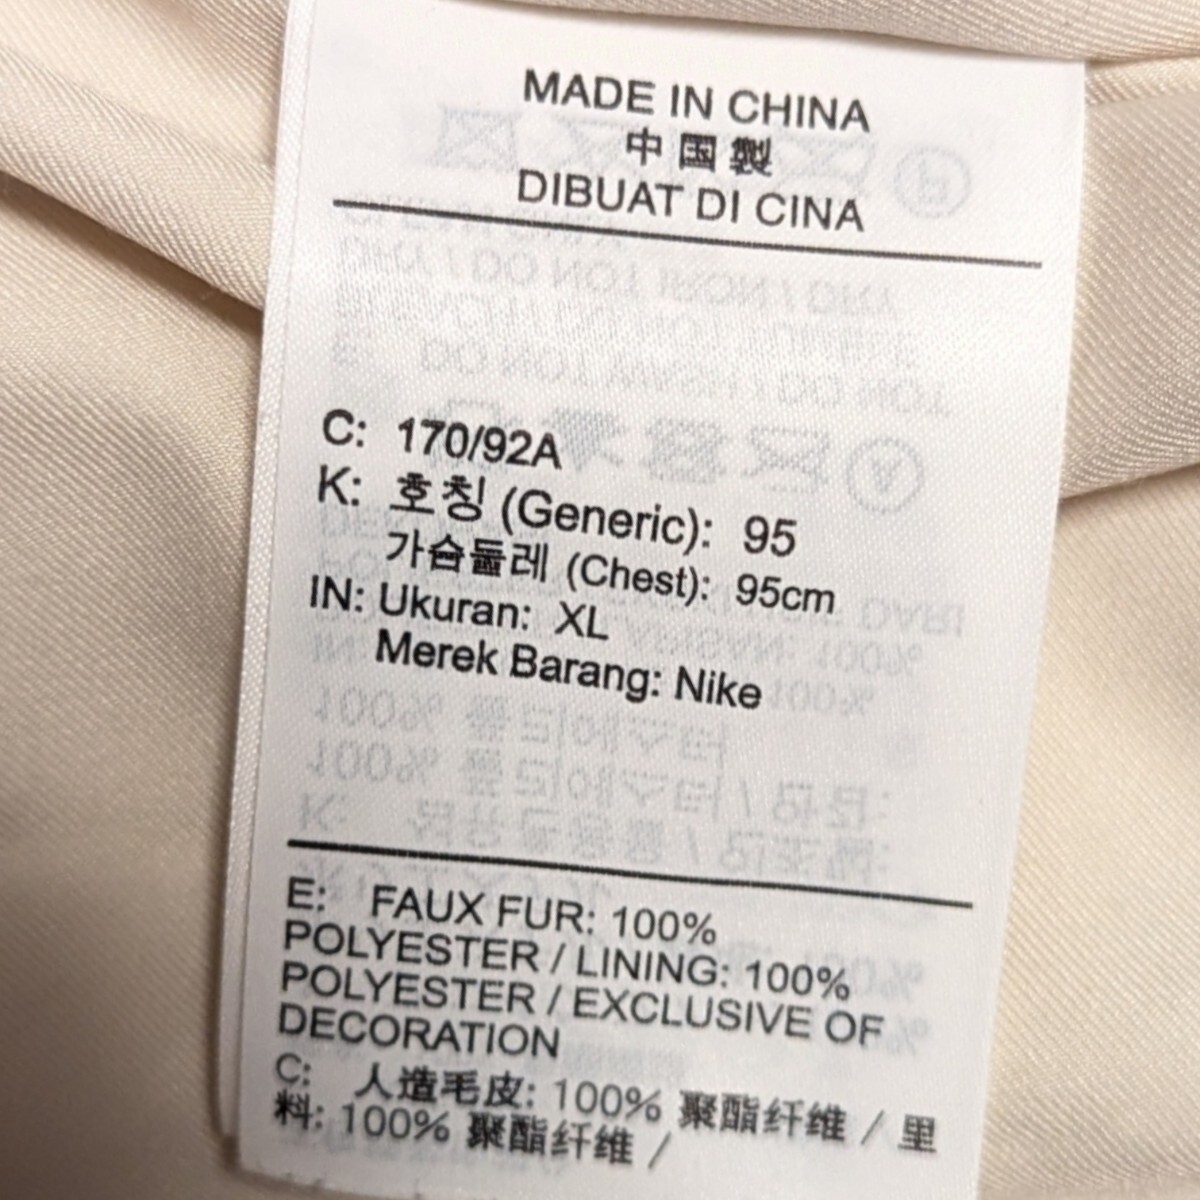 MADE IN CHINA
中国製
DIBUAT DI CINA
C: 170/92A
K: 호칭 (Generic): 95
가슴둘레 (Chest): 95cm
IN: Ukuran: XL
Merek Barang: Nike
E: FAUX FUR: 100%
POLYESTER / LINING: 100%
POLYESTER / EXCLUSIVE OF
DECORATION
C: 人造毛皮: 100% 聚酯纤维 / 里
料: 100% 聚酯纤维 /